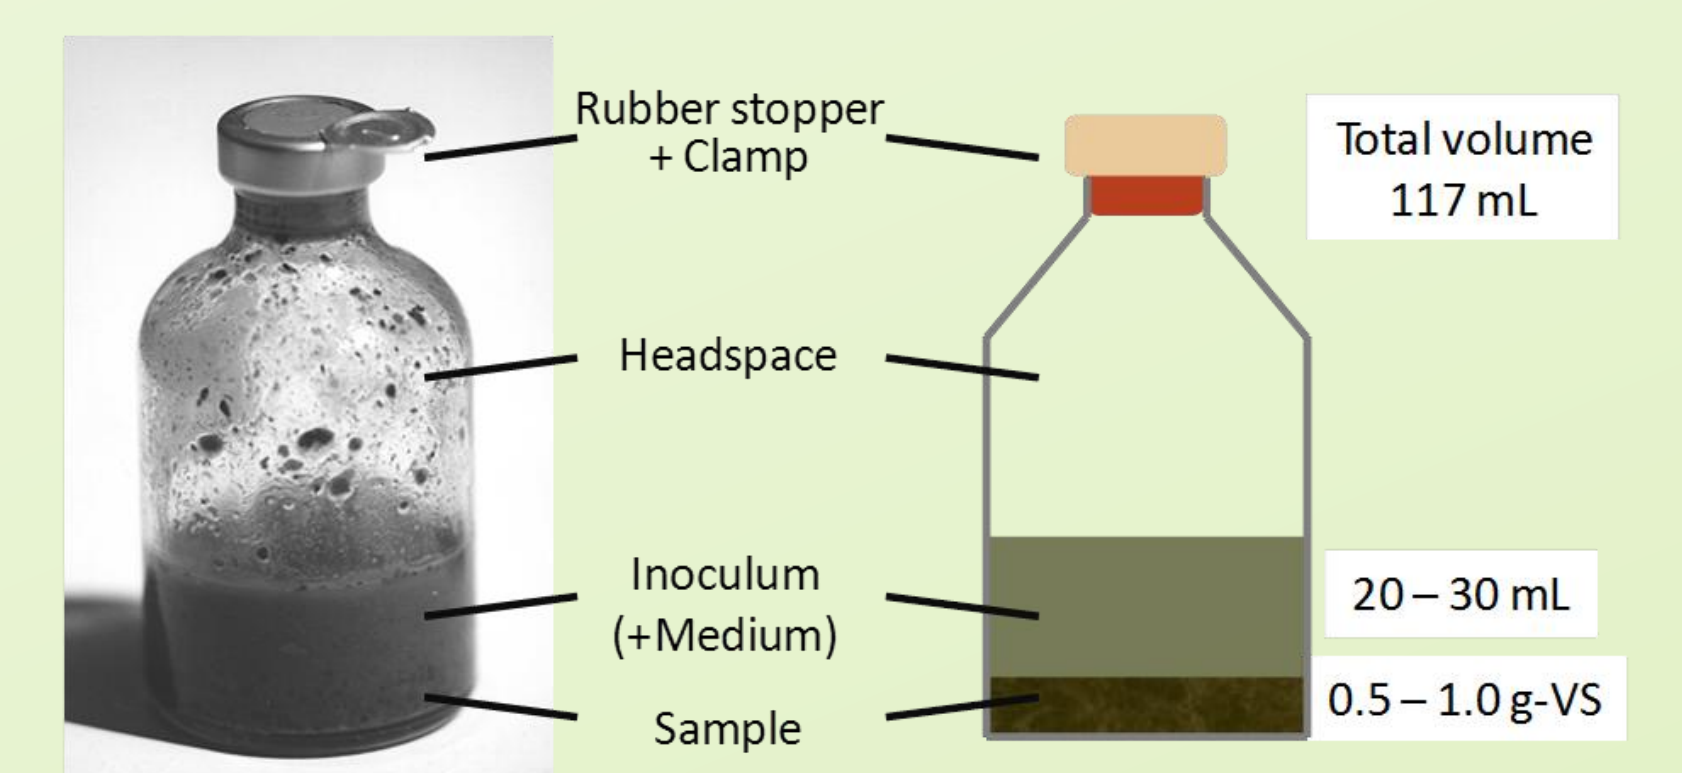 Rubber stopper
+ Clamp
Total volume
117 mL
Headspace
Inoculum
(+Medium)
20 – 30 mL
Sample
0.5 – 1.0 g-VS